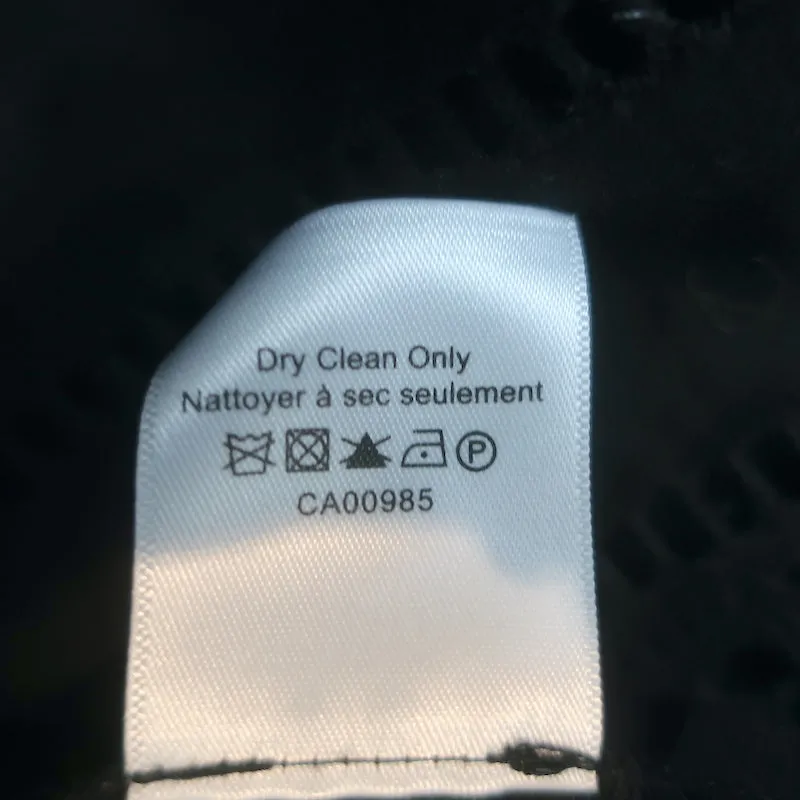 Dry Clean Only
Nattoyer à sec seulement
P
CA00985